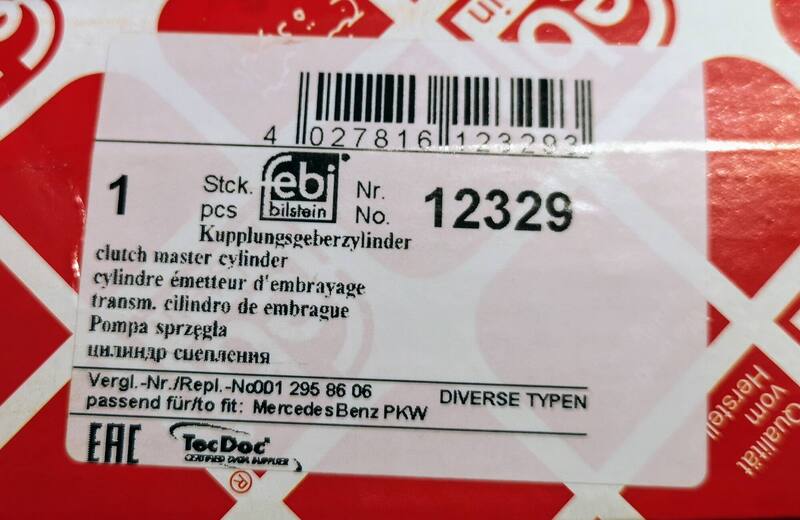 4 027816 123293
1
Stck.
pcs
febi
bilstein
Nr.
No.
12329
Kupplungsgeberzylinder
clutch master cylinder
cylindre émetteur d'embrayage
transm. cilindro de embrague
Pompa sprzęgła
цилиндр сцепления
Vergl.-Nr./Repl.-No001 295 86 06
passend für/to fit: MercedesBenz PKW
DIVERSE TYPEN
EAC
TecDoc
CERTIFIED DATA SUPPLIER
®
Qualität
vom
Herstell